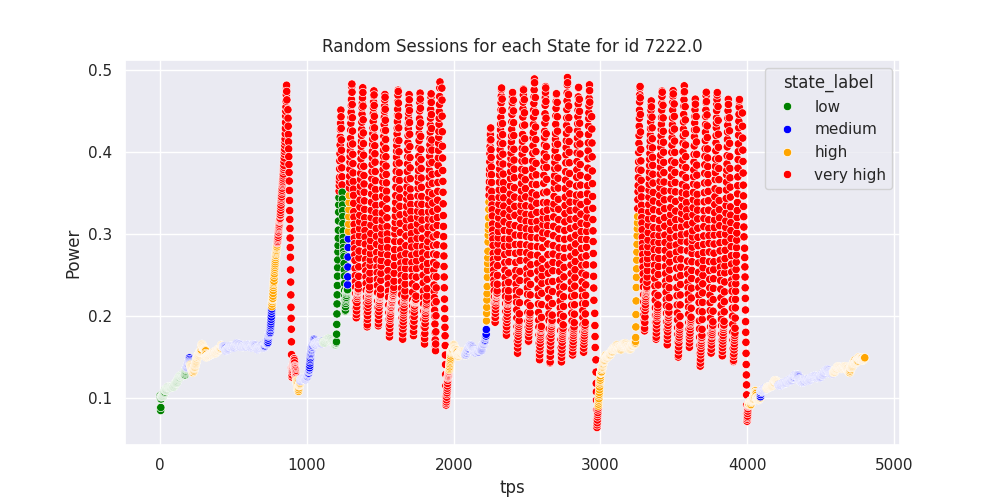 Random Sessions for each State for id 7222.0
0.5
0.4
0.3
0.2
0.1
Power
state_label
low
medium
high
very high
0 1000 2000 3000 4000 5000
tps